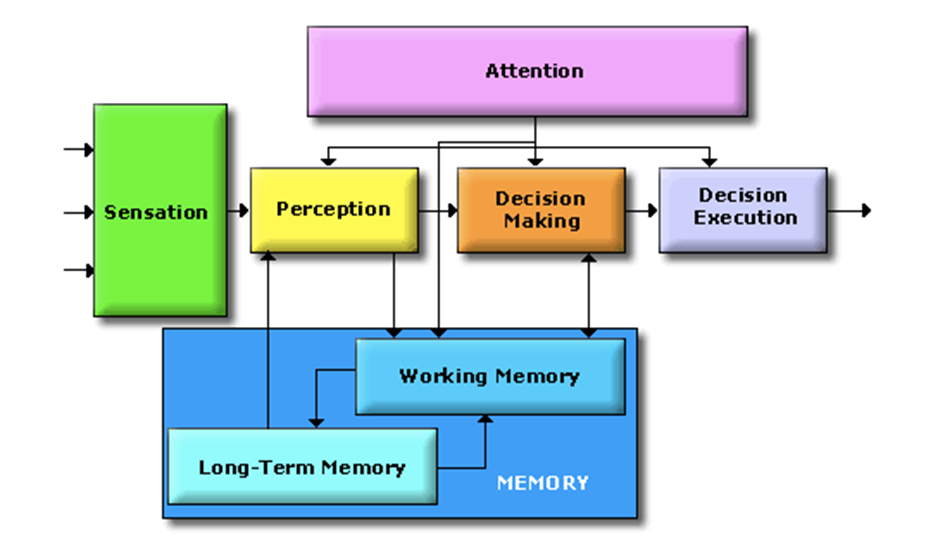 Attention
Sensation
Perception
Decision
Making
Decision
Execution
Working Memory
Long-Term Memory
MEMORY